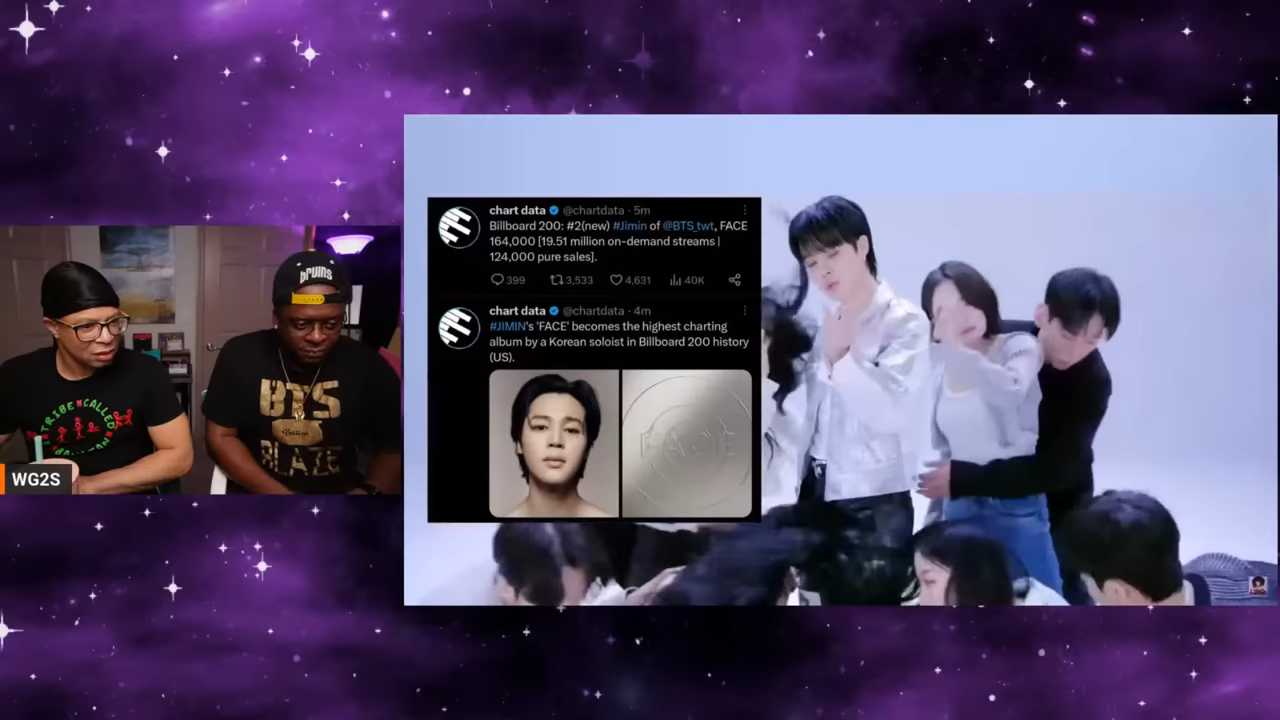 chart data @chartdata · 5m
Billboard 200: #2(new) #Jimin of @BTS_twt, FACE
164,000 [19.51 million on-demand streams |
124,000 pure sales].
399 3,533 4,631 40K
chart data @chartdata · 4m
#JIMIN's 'FACE' becomes the highest charting
album by a Korean soloist in Billboard 200 history
(US).
FACE
bruins
TRIBE CALLED
BTS
BLAZE
WG2S